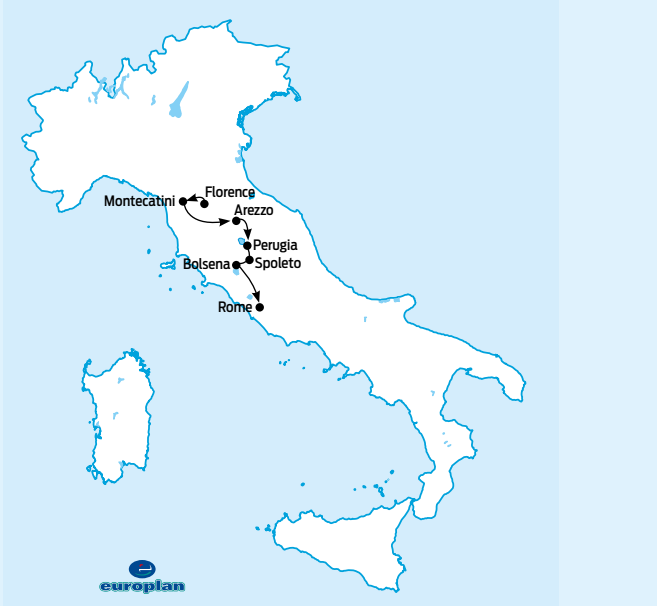 Florence
Montecatini
Arezzo
Perugia
Spoleto
Bolsena
Rome
europlan